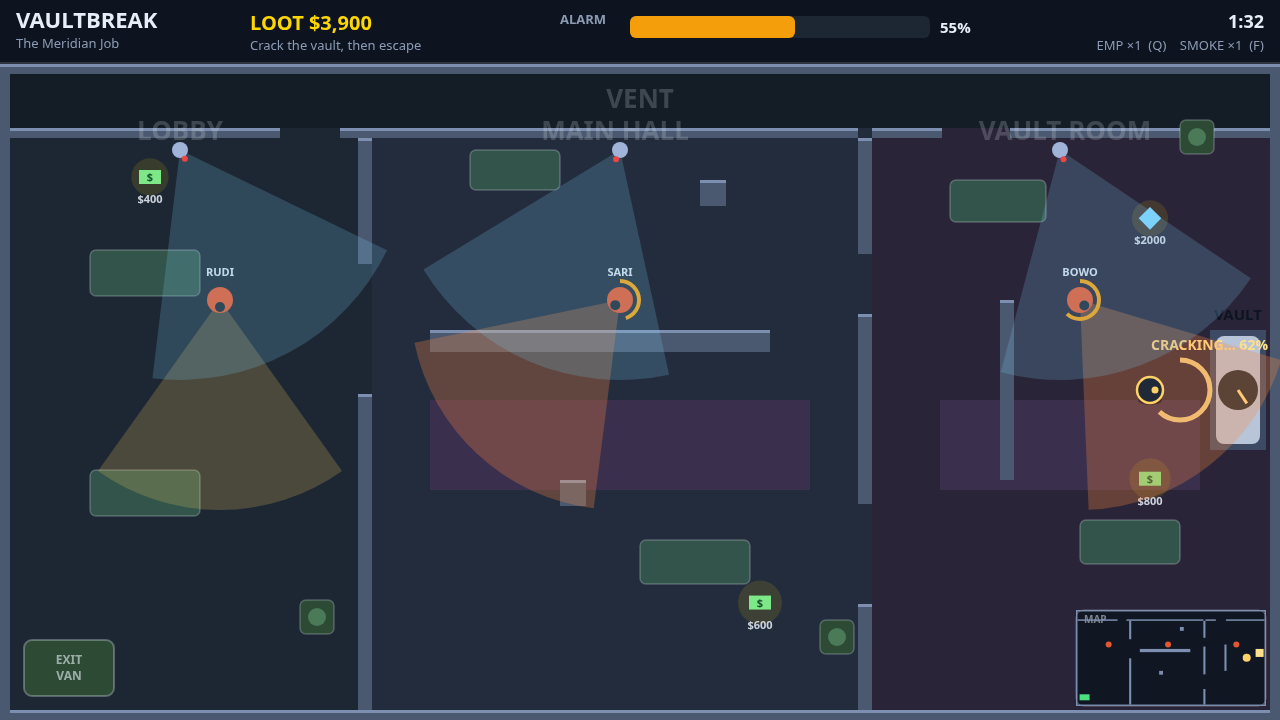 VAULTBREAK
The Meridian Job
LOOT $3,900
Crack the vault, then escape
ALARM
55%
1:32
EMP ×1 (Q) SMOKE ×1 (F)
VENT
LOBBY
MAIN HALL
VAULT ROOM
$
$400
RUDI
SARI
BOWO
$2000
VAULT
CRACKING... 62%
$
$800
$
$600
EXIT
VAN
MAP